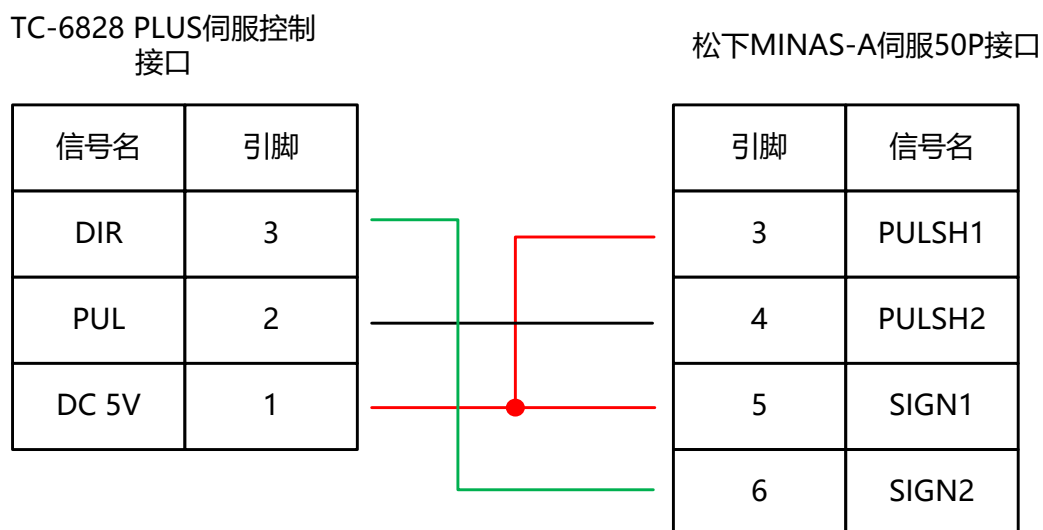 TC-6828 PLUS伺服控制
接口
松下MINAS-A伺服50P接口
信号名 引脚
DIR 3
PUL 2
DC 5V 1
引脚 信号名
3 PULSH1
4 PULSH2
5 SIGN1
6 SIGN2